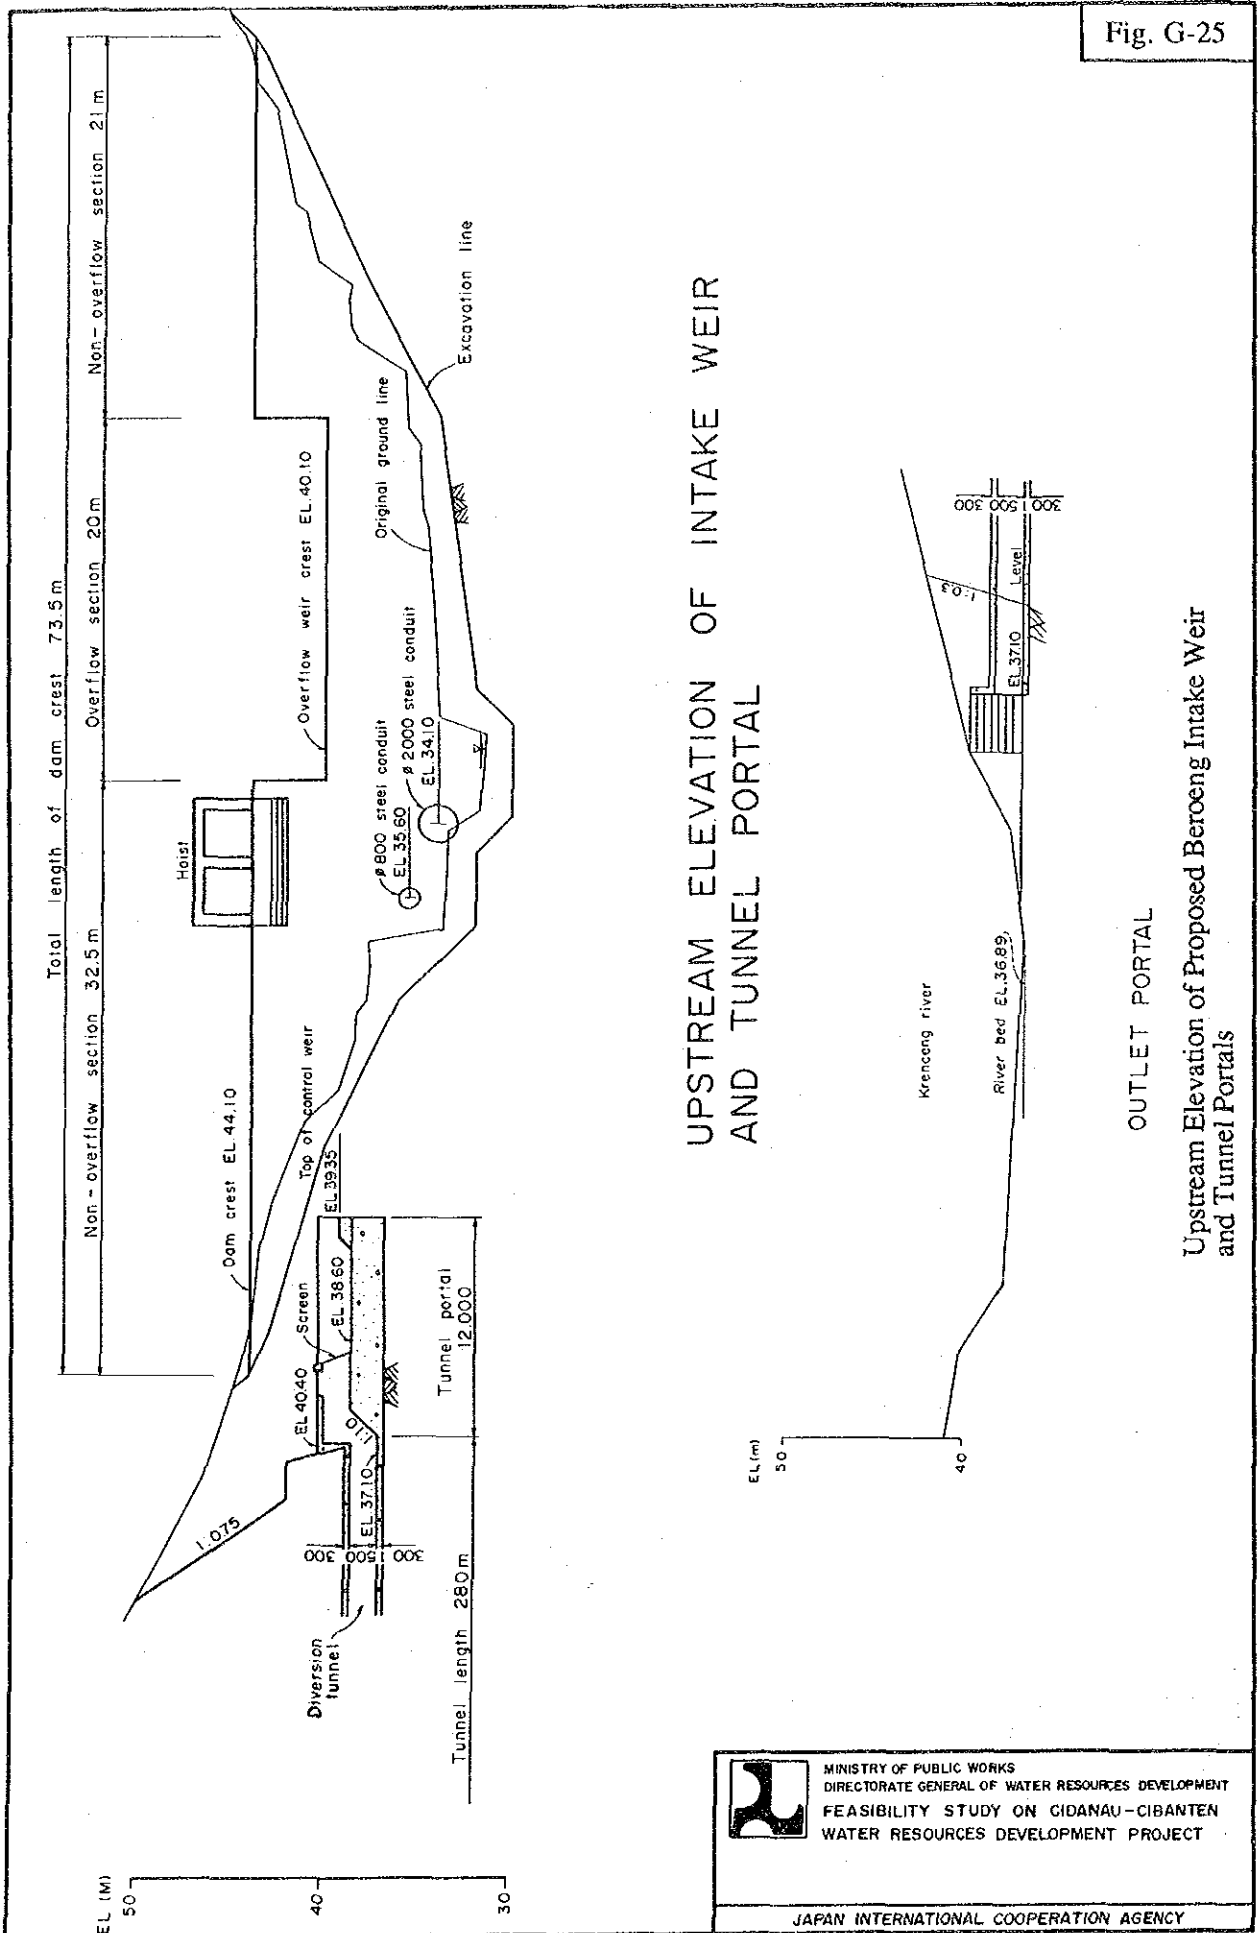 Fig. G-25
Total length of dam crest 73.5m
Non-overflow section 32.5m
Overflow section 20m
Non-overflow section 21m
Hoist
Dam crest EL.44.10
Overflow weir crest EL.40.10
Top of control weir
EL.39.35
Original ground line
Excavation line
ø800 steel conduit
EL 35.60
ø2000 steel conduit
EL.34.10
1:0.75
EL 40.40
Screen
EL 38.60
1:1.0
EL.37.10
300
1500
300
Diversion
tunnel
Tunnel portal
12.000
Tunnel length 280m
EL (M)
50
40
30
UPSTREAM ELEVATION OF INTAKE WEIR
AND TUNNEL PORTAL
EL(m)
50
40
Krenceng river
River bed EL.36.89
EL.37.10
Level
1:0.3
300
1500
300
OUTLET PORTAL
Upstream Elevation of Proposed Beroeng Intake Weir
and Tunnel Portals
MINISTRY OF PUBLIC WORKS
DIRECTORATE GENERAL OF WATER RESOURCES DEVELOPMENT
FEASIBILITY STUDY ON CIDANAU-CIBANTEN
WATER RESOURCES DEVELOPMENT PROJECT
JAPAN INTERNATIONAL COOPERATION AGENCY